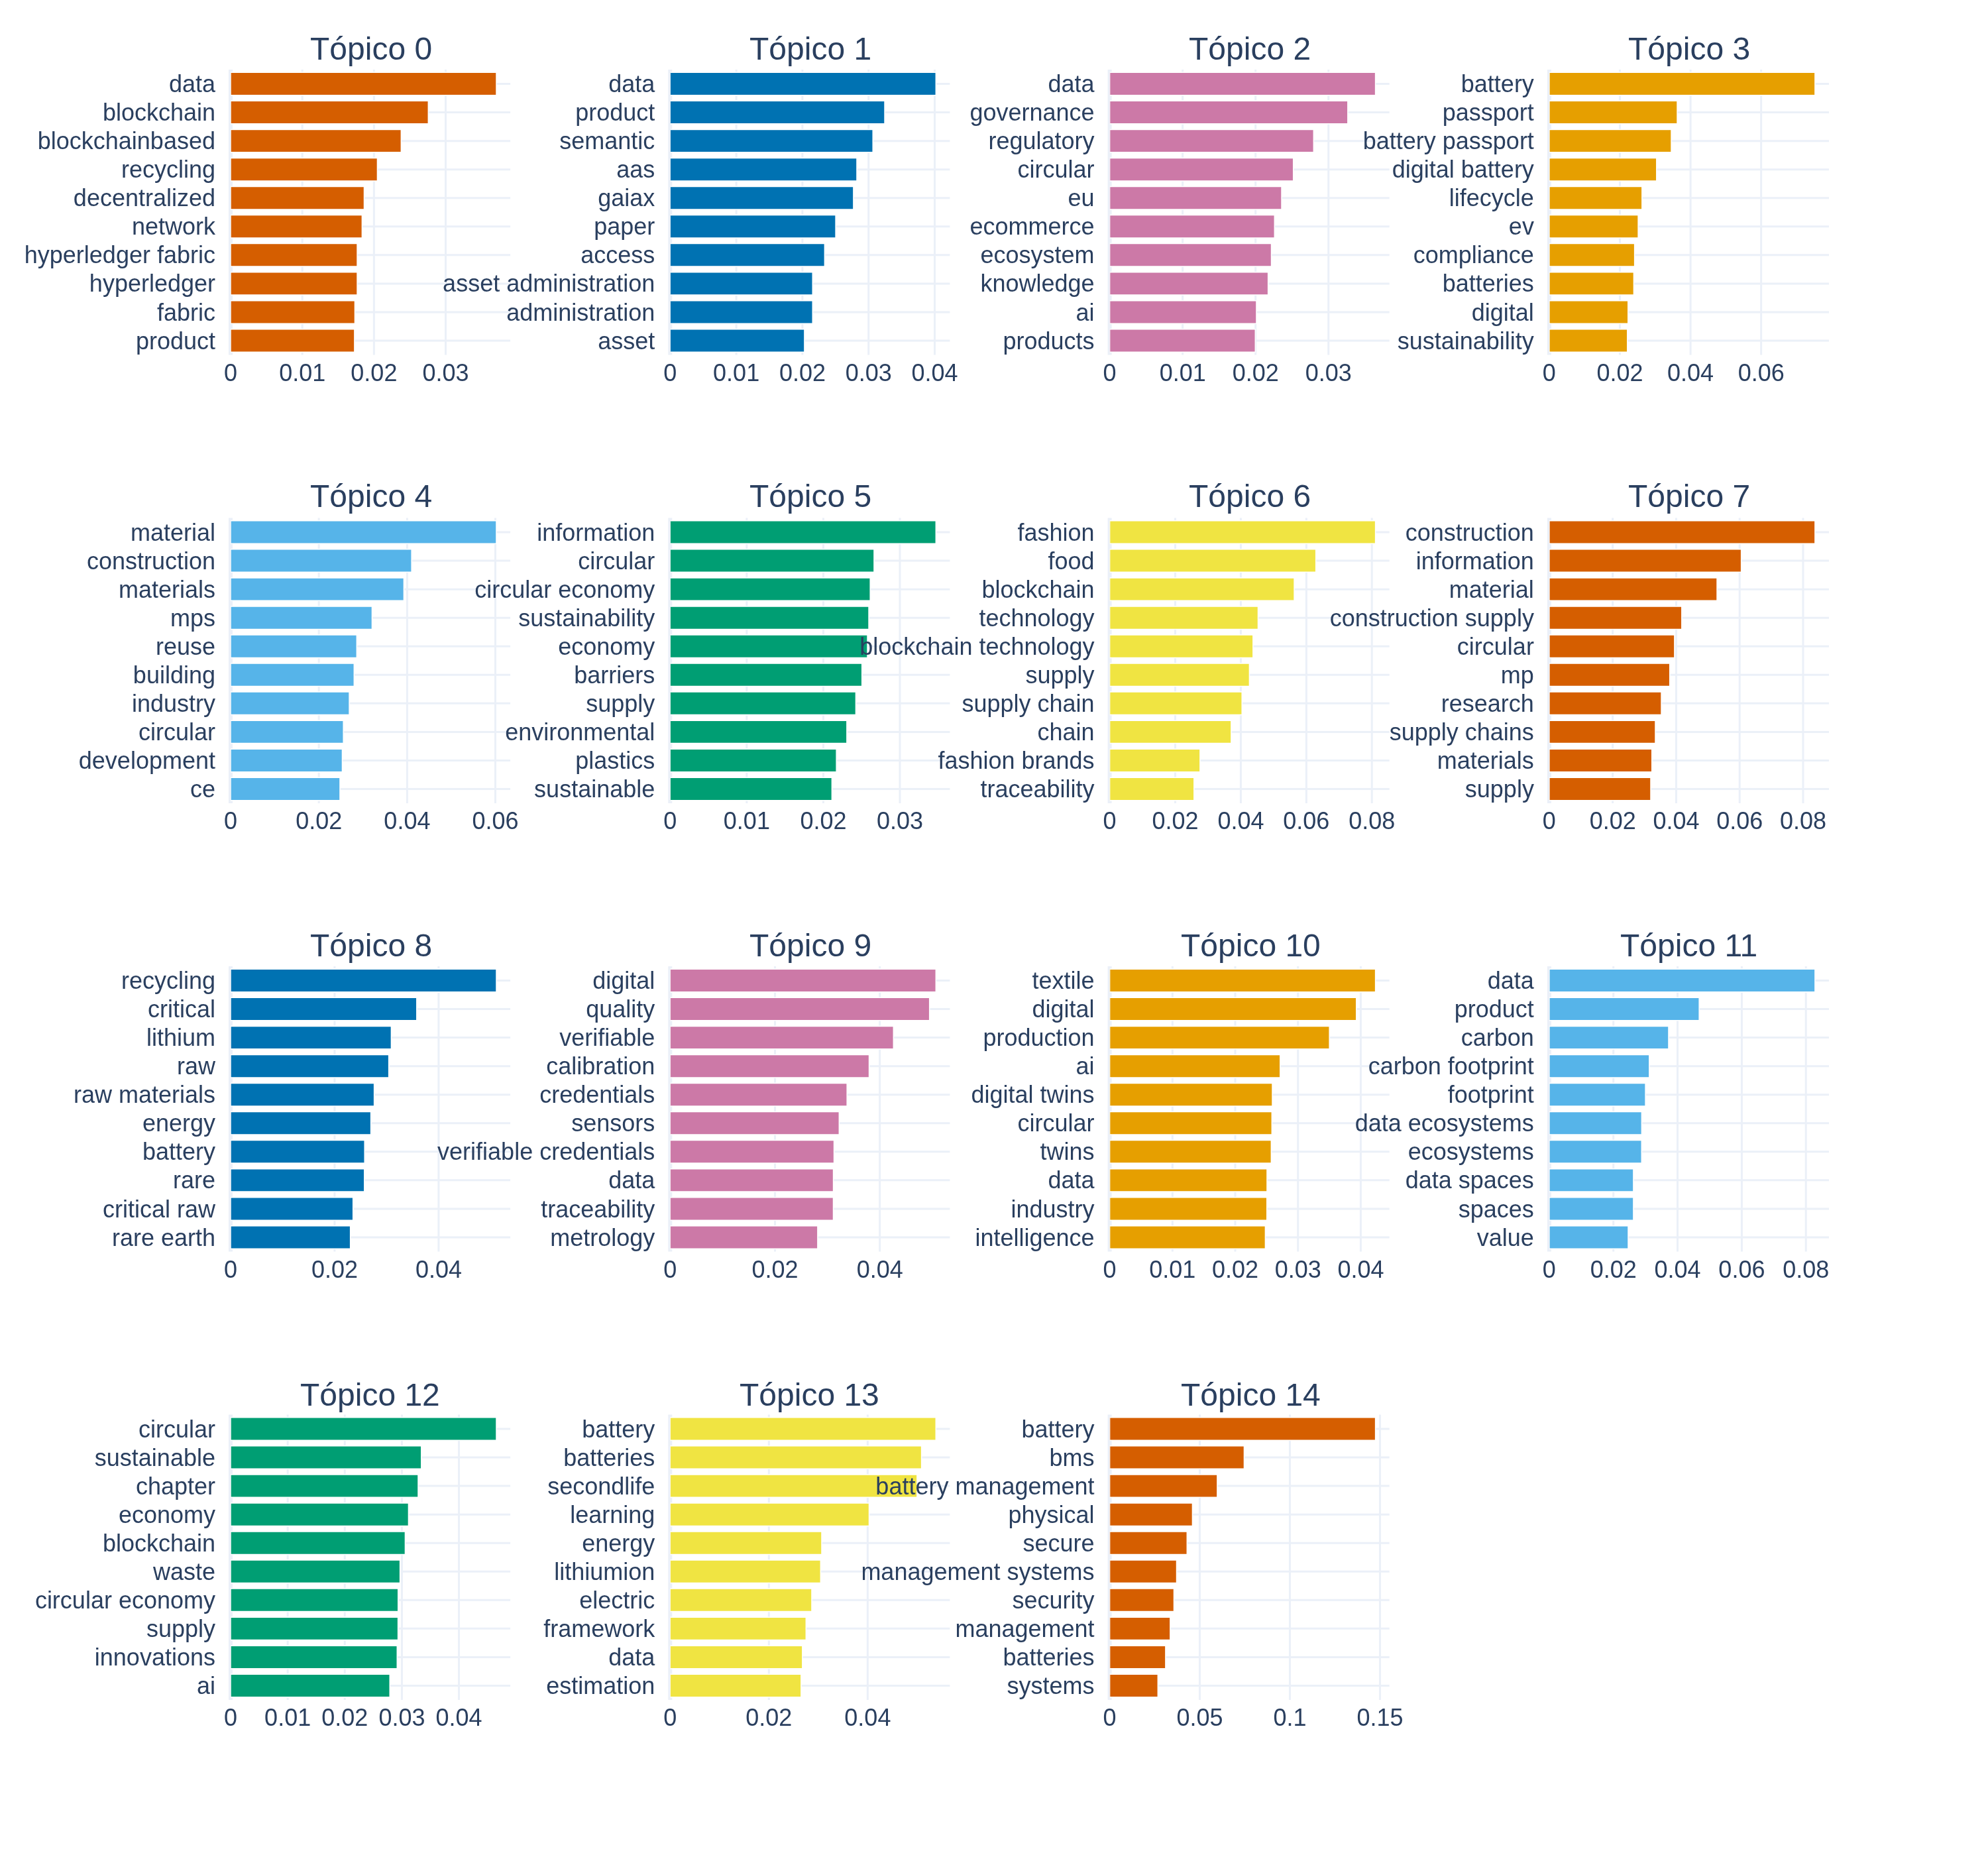 Tópico 0
data
blockchain
blockchainbased
recycling
decentralized
network
hyperledger fabric
hyperledger
fabric
product
0 0.01 0.02 0.03
Tópico 1
data
product
semantic
aas
gaiax
paper
access
asset administration
administration
asset
0 0.01 0.02 0.03 0.04
Tópico 2
data
governance
regulatory
circular
eu
ecommerce
ecosystem
knowledge
ai
products
0 0.01 0.02 0.03
Tópico 3
battery
passport
battery passport
digital battery
lifecycle
ev
compliance
batteries
digital
sustainability
0 0.02 0.04 0.06
Tópico 4
material
construction
materials
mps
reuse
building
industry
circular
development
ce
0 0.02 0.04 0.06
Tópico 5
information
circular
circular economy
sustainability
economy
barriers
supply
environmental
plastics
sustainable
0 0.01 0.02 0.03
Tópico 6
fashion
food
blockchain
technology
blockchain technology
supply
supply chain
chain
fashion brands
traceability
0 0.02 0.04 0.06 0.08
Tópico 7
construction
information
material
construction supply
circular
mp
research
supply chains
materials
supply
0 0.02 0.04 0.06 0.08
Tópico 8
recycling
critical
lithium
raw
raw materials
energy
battery
rare
critical raw
rare earth
0 0.02 0.04
Tópico 9
digital
quality
verifiable
calibration
credentials
sensors
verifiable credentials
data
traceability
metrology
0 0.02 0.04
Tópico 10
textile
digital
production
ai
digital twins
circular
twins
data
industry
intelligence
0 0.01 0.02 0.03 0.04
Tópico 11
data
product
carbon
carbon footprint
footprint
data ecosystems
ecosystems
data spaces
spaces
value
0 0.02 0.04 0.06 0.08
Tópico 12
circular
sustainable
chapter
economy
blockchain
waste
circular economy
supply
innovations
ai
0 0.01 0.02 0.03 0.04
Tópico 13
battery
batteries
secondlife
learning
energy
lithiumion
electric
framework
data
estimation
0 0.02 0.04
Tópico 14
battery
bms
battery management
physical
secure
management systems
security
management
batteries
systems
0 0.05 0.1 0.15